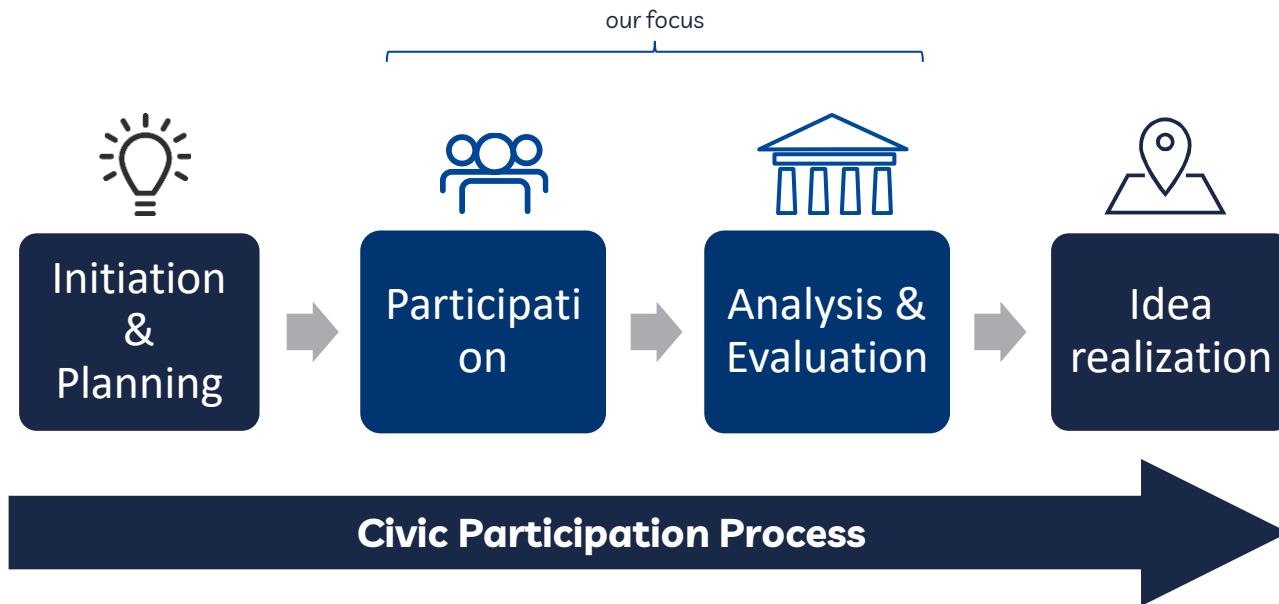 our focus
Initiation
&
Planning
Participati
on
Analysis &
Evaluation
Idea
realization
Civic Participation Process